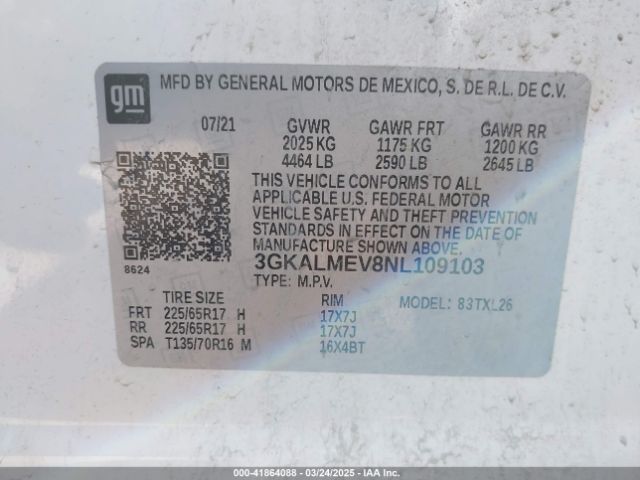 gm
MFD BY GENERAL MOTORS DE MEXICO, S. DE R.L. DE C.V.
07/21 GVWR GAWR FRT GAWR RR
2025 KG 1175 KG 1200 KG
4464 LB 2590 LB 2645 LB
THIS VEHICLE CONFORMS TO ALL
APPLICABLE U.S. FEDERAL MOTOR
VEHICLE SAFETY AND THEFT PREVENTION
STANDARDS IN EFFECT ON THE DATE OF
MANUFACTURE SHOWN ABOVE.
8624 3GKALMEV8NL109103
TYPE: M.P.V.
TIRE SIZE RIM MODEL: 83TXL26
FRT 225/65R17 H 17X7J
RR 225/65R17 H 17X7J
SPA T135/70R16 M 16X4BT
000-41864088 — 03/24/2025 — IAAI.COM